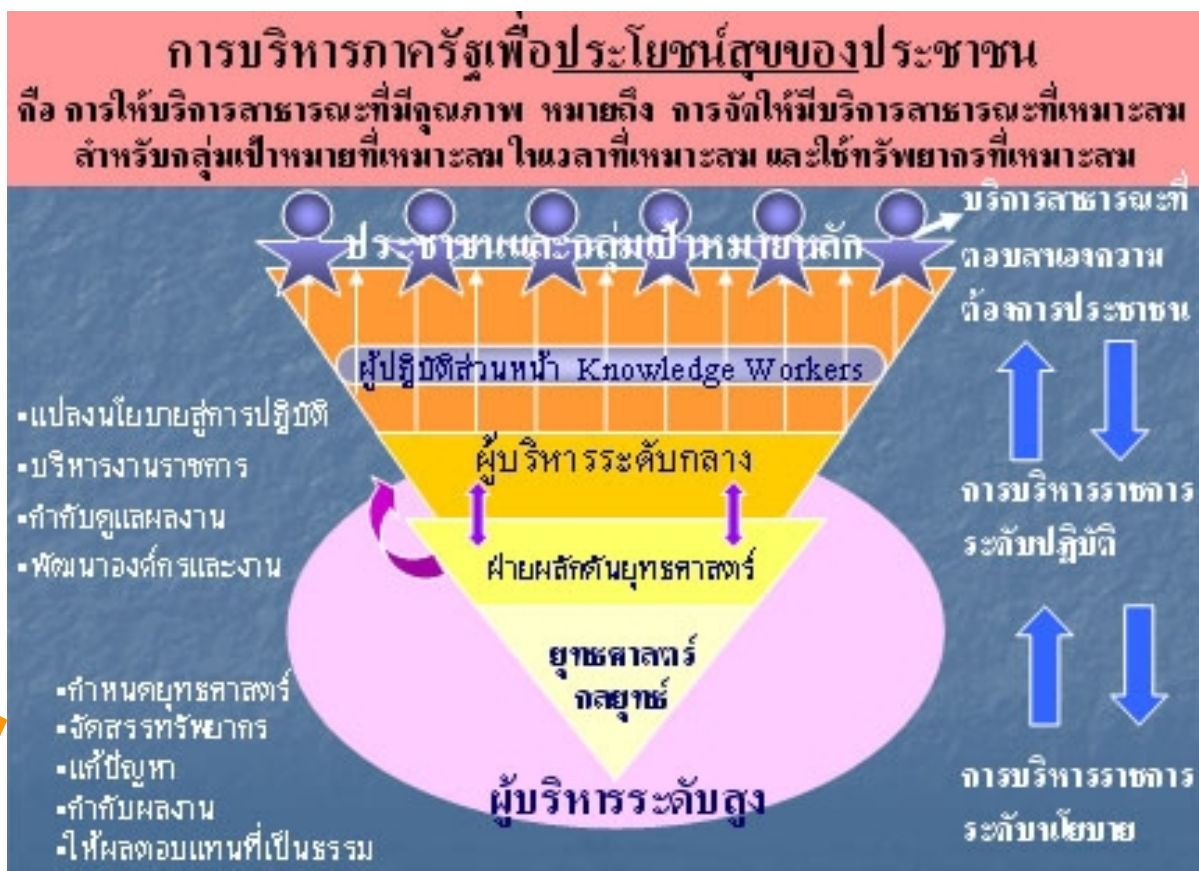 การบริหารภาครัฐเพื่อประโยชน์สุขของประชาชน
คือ การให้บริการสาธารณะที่มีคุณภาพ หมายถึง การจัดให้มีบริการสาธารณะที่เหมาะสม
สำหรับกลุ่มเป้าหมายที่เหมาะสม ในเวลาที่เหมาะสม และใช้ทรัพยากรที่เหมาะสม
ประชาชนและกลุ่มเป้าหมายหลัก
บริการสาธารณะที่
ตอบสนองความ
ต้องการประชาชน
ผู้ปฏิบัติส่วนหน้า Knowledge Workers
▪แปลงนโยบายสู่การปฏิบัติ
▪บริหารงานราชการ
▪กำกับดูแลผลงาน
▪พัฒนาองค์กรและงาน
ผู้บริหารระดับกลาง
การบริหารราชการ
ระดับปฏิบัติ
ฝ่ายผลักดันยุทธศาสตร์
ยุทธศาสตร์
กลยุทธ์
▪กำหนดยุทธศาสตร์
▪จัดสรรทรัพยากร
▪แก้ปัญหา
▪กำกับผลงาน
▪ให้ผลตอบแทนที่เป็นธรรม
ผู้บริหารระดับสูง
การบริหารราชการ
ระดับนโยบาย